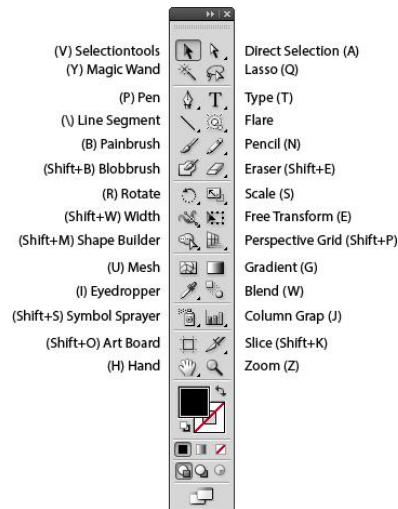 (V) Selectiontools Direct Selection (A)
(Y) Magic Wand Lasso (Q)
(P) Pen Type (T)
(\) Line Segment Flare
(B) Painbrush Pencil (N)
(Shift+B) Blobbrush Eraser (Shift+E)
(R) Rotate Scale (S)
(Shift+W) Width Free Transform (E)
(Shift+M) Shape Builder Perspective Grid (Shift+P)
(U) Mesh Gradient (G)
(I) Eyedropper Blend (W)
(Shift+S) Symbol Sprayer Column Grap (J)
(Shift+O) Art Board Slice (Shift+K)
(H) Hand Zoom (Z)